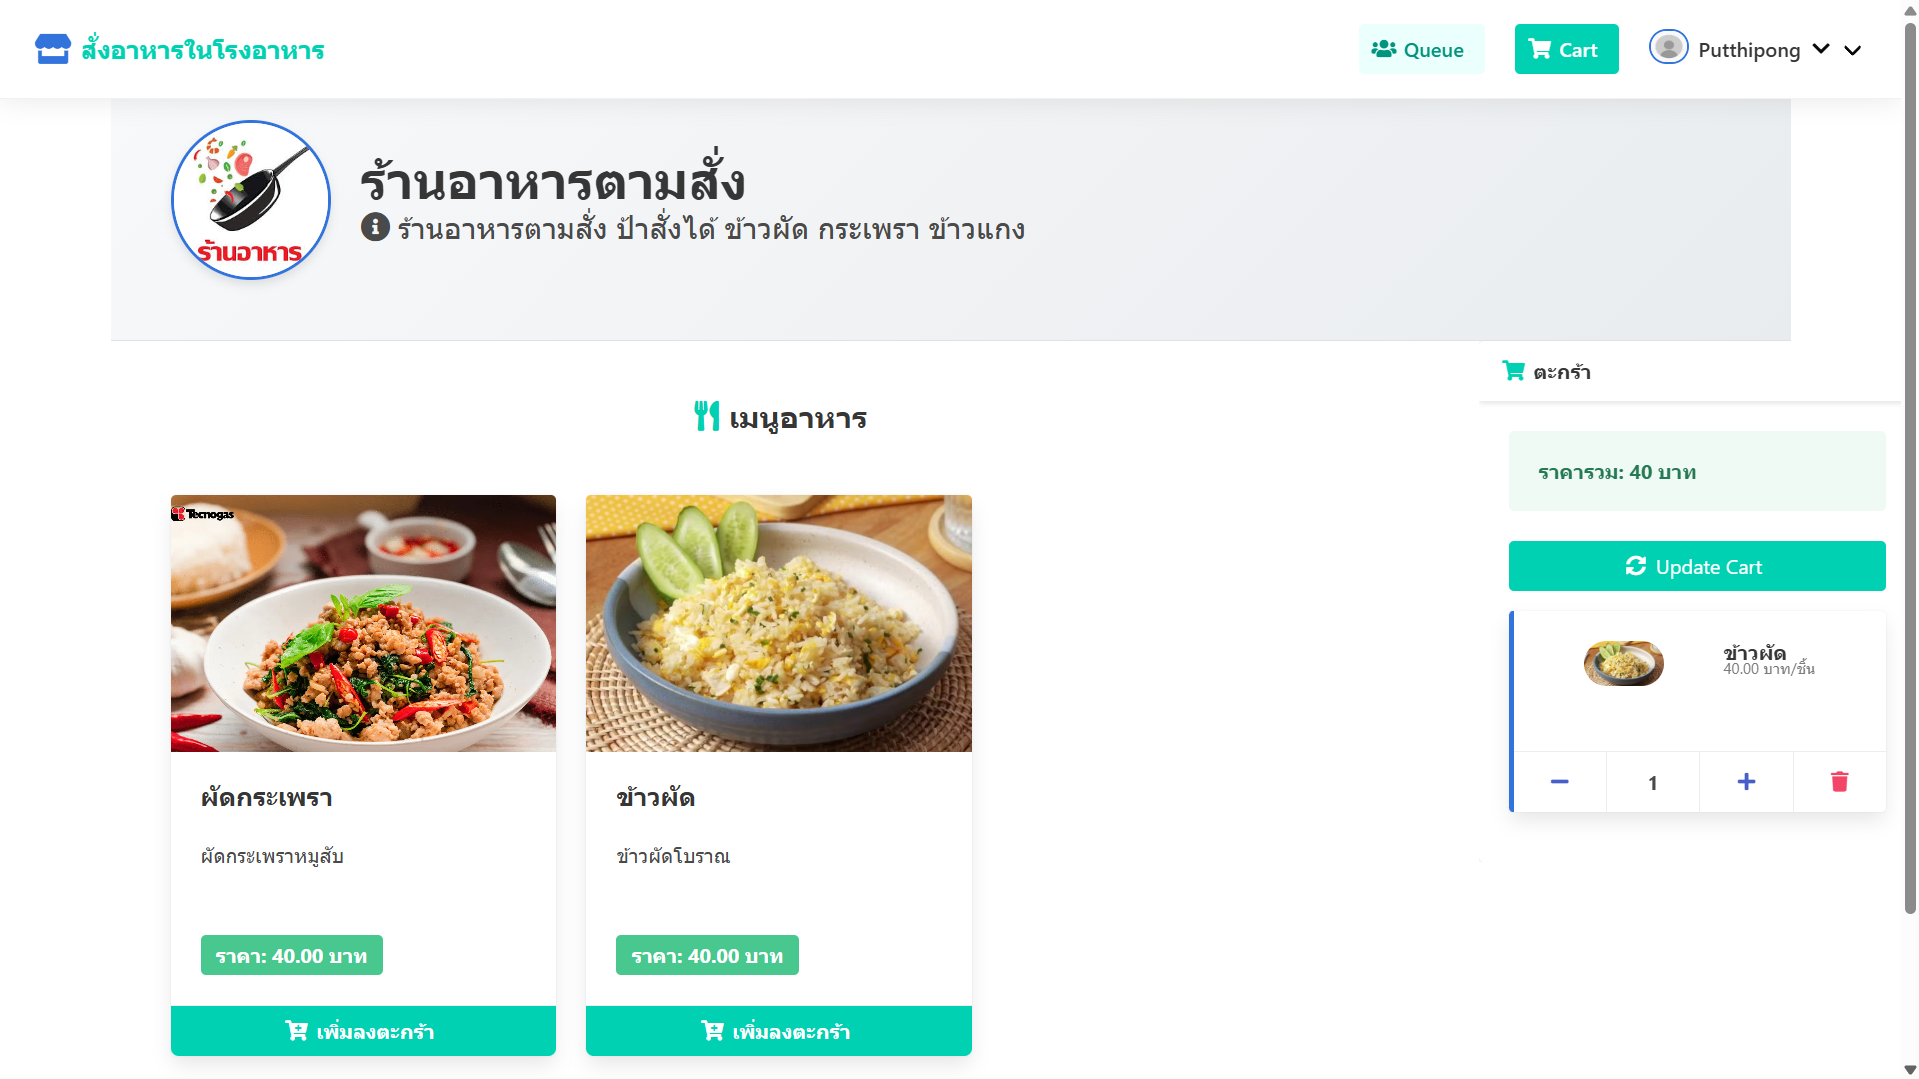 สั่งอาหารในโรงอาหาร
Queue
Cart
Putthipong
ร้านอาหาร
ร้านอาหารตามสั่ง
ร้านอาหารตามสั่ง ป้าสั่งได้ ข้าวผัด กระเพรา ข้าวแกง
ตะกร้า
เมนูอาหาร
ราคารวม: 40 บาท
Update Cart
ข้าวผัด
40.00 บาท/ชิ้น
1
Tecnogas
ผัดกระเพรา
ผัดกระเพราหมูสับ
ราคา: 40.00 บาท
เพิ่มลงตะกร้า
ข้าวผัด
ข้าวผัดโบราณ
ราคา: 40.00 บาท
เพิ่มลงตะกร้า